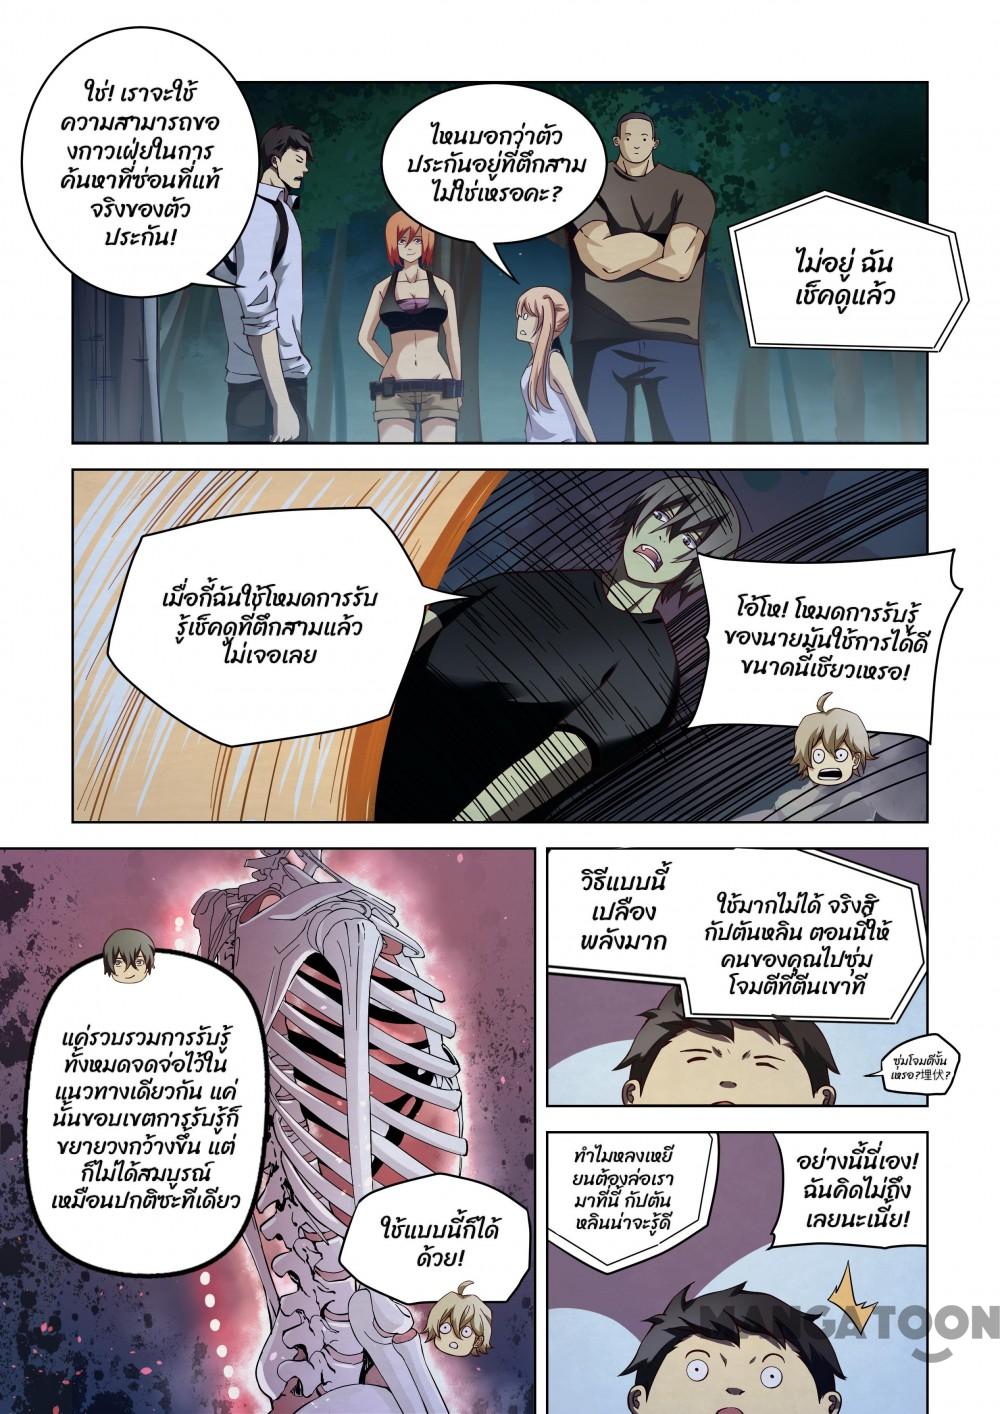 ใช่! เราจะใช้
ความสามารถขอ
งกาวเฝ่ยในการ
ค้นหาที่ซ่อนที่แท้
จริงของตัว
ประกัน!
ไหนบอกว่าตัว
ประกันอยู่ที่ตึกสาม
ไม่ใช่เหรอคะ?
ไม่อยู่ ฉัน
เช็คดูแล้ว
เมื่อกี้ฉันใช้โหมดการรับ
รู้เช็คดูที่ตึกสามแล้ว
ไม่เจอเลย
โอ้โห! โหมดการรับรู้
ของนายมันใช้การได้ดี
ขนาดนี้เชียวเหรอ!
แค่รวบรวมการรับรู้
ทั้งหมดจดจ่อไว้ใน
แนวทางเดียวกัน แค่
นั้นขอบเขตการรับรู้ก็
ขยายวงกว้างขึ้น แต่
ก็ไม่ได้สมบูรณ์
เหมือนปกติซะทีเดียว
ใช้แบบนี้ก็ได้
ด้วย!
วิธีแบบนี้
เปลือง
พลังมาก
ใช้มากไม่ได้ จริงสิ
กัปตันหลิน ตอนนี้ให้
คนของคุณไปซุ่ม
โจมตีที่ตีนเขาที
ซุ่มโจมตีงั้น
เหรอ?埋伏?
ทำไมหลงเหยี
ยนต้องล่อเรา
มาที่นี่ กัปตัน
หลินน่าจะรู้ดี
อย่างนี้นี่เอง!
ฉันคิดไม่ถึง
เลยนะเนี่ย!
MANGATOON